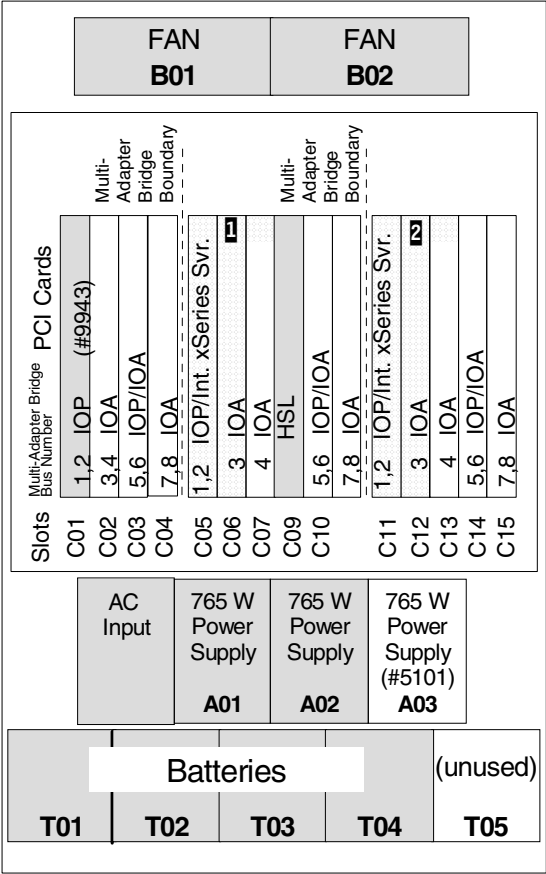 FAN
B01
FAN
B02
Slots
Multi-Adapter Bridge
Bus Number
PCI Cards
C01 1,2 IOP (#9943)
C02 3,4 IOA
C03 5,6 IOP/IOA
C04 7,8 IOA
Multi-
Adapter
Bridge
Boundary
C05 1,2 IOP/Int. xSeries Svr.
C06 3 IOA 1
C07 4 IOA
C09 HSL
C10 5,6 IOP/IOA
7,8 IOA
Multi-
Adapter
Bridge
Boundary
C11 1,2 IOP/Int. xSeries Svr.
C12 3 IOA 2
C13 4 IOA
C14 5,6 IOP/IOA
C15 7,8 IOA
AC
Input
765 W
Power
Supply
A01
765 W
Power
Supply
A02
765 W
Power
Supply
(#5101)
A03
Batteries
(unused)
T01
T02
T03
T04
T05